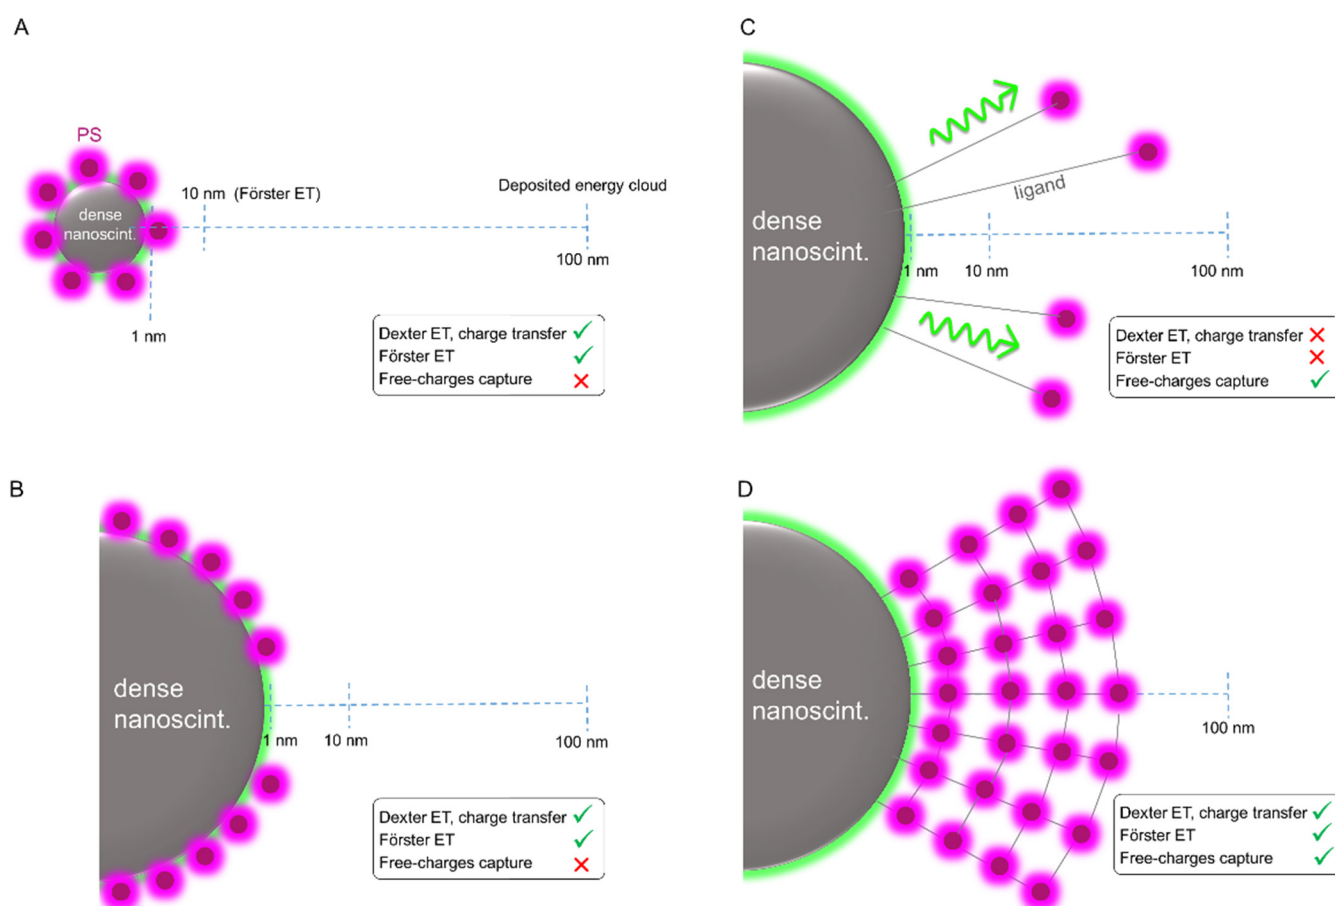 A
PS
10 nm (Förster ET)
Deposited energy cloud
dense
nanoscint.
100 nm
1 nm
Dexter ET, charge transfer ✓
Förster ET ✓
Free-charges capture ✕
C
ligand
dense
nanoscint.
1 nm
10 nm
100 nm
Dexter ET, charge transfer ✕
Förster ET ✕
Free-charges capture ✓
B
dense
nanoscint.
1 nm
10 nm
100 nm
Dexter ET, charge transfer ✓
Förster ET ✓
Free-charges capture ✕
D
dense
nanoscint.
100 nm
Dexter ET, charge transfer ✓
Förster ET ✓
Free-charges capture ✓